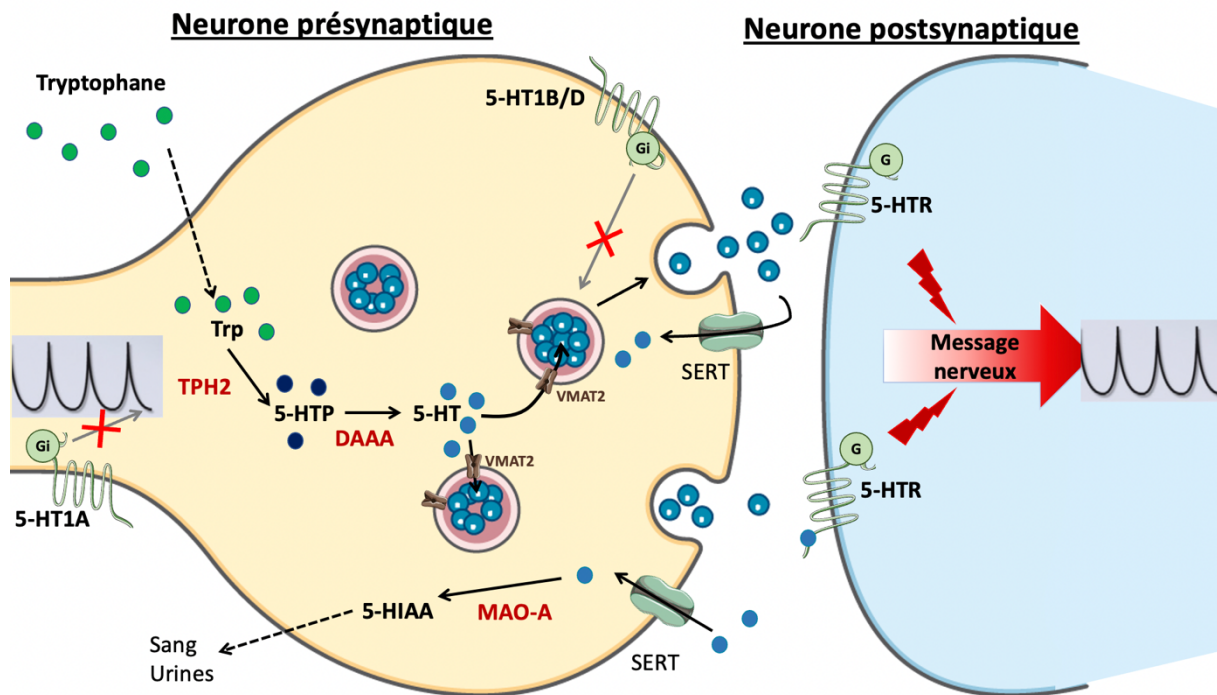 Neurone présynaptique
Neurone postsynaptique
Tryptophane
5-HT1B/D
Gi
G
5-HTR
Trp
TPH2
5-HTP
DAAA
5-HT
VMAT2
VMAT2
SERT
Message
nerveux
Gi
5-HT1A
G
5-HTR
5-HIAA
MAO-A
SERT
Sang
Urines